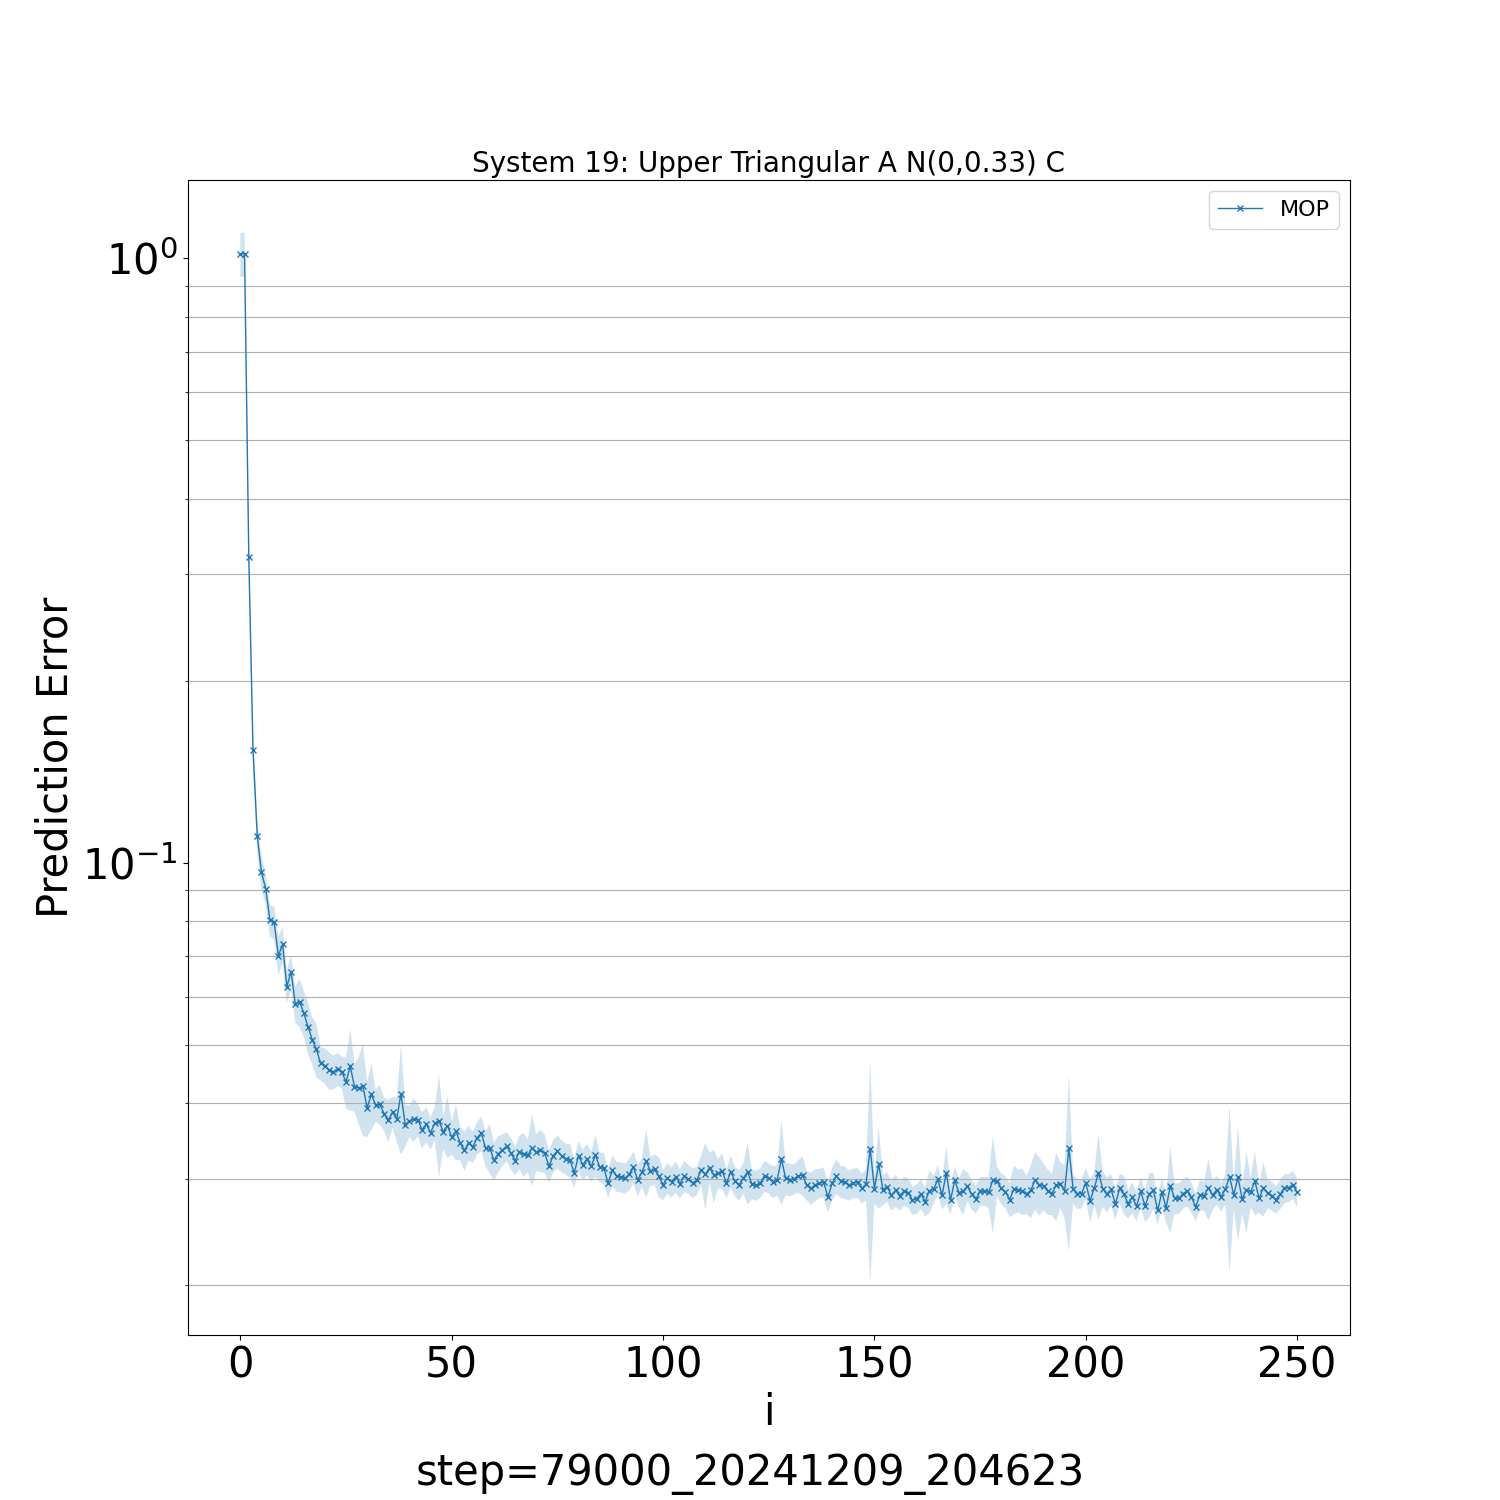 System 19: Upper Triangular A N(0,0.33) C
MOP
10⁰
10⁻¹
Prediction Error
0 50 100 150 200 250
i
step=79000_20241209_204623